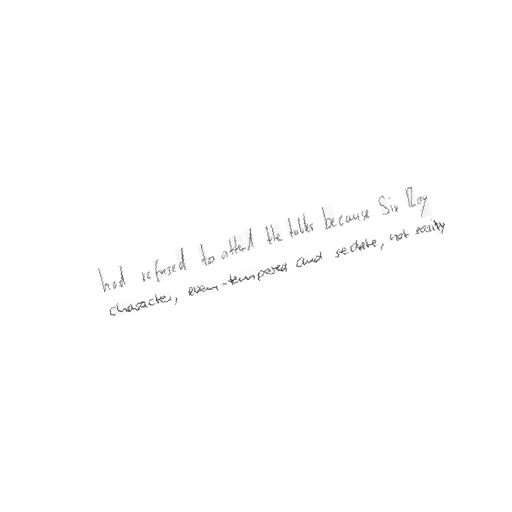 had refused to attend the talks because Sir Roy
character, even-tempered and sedate, not easily